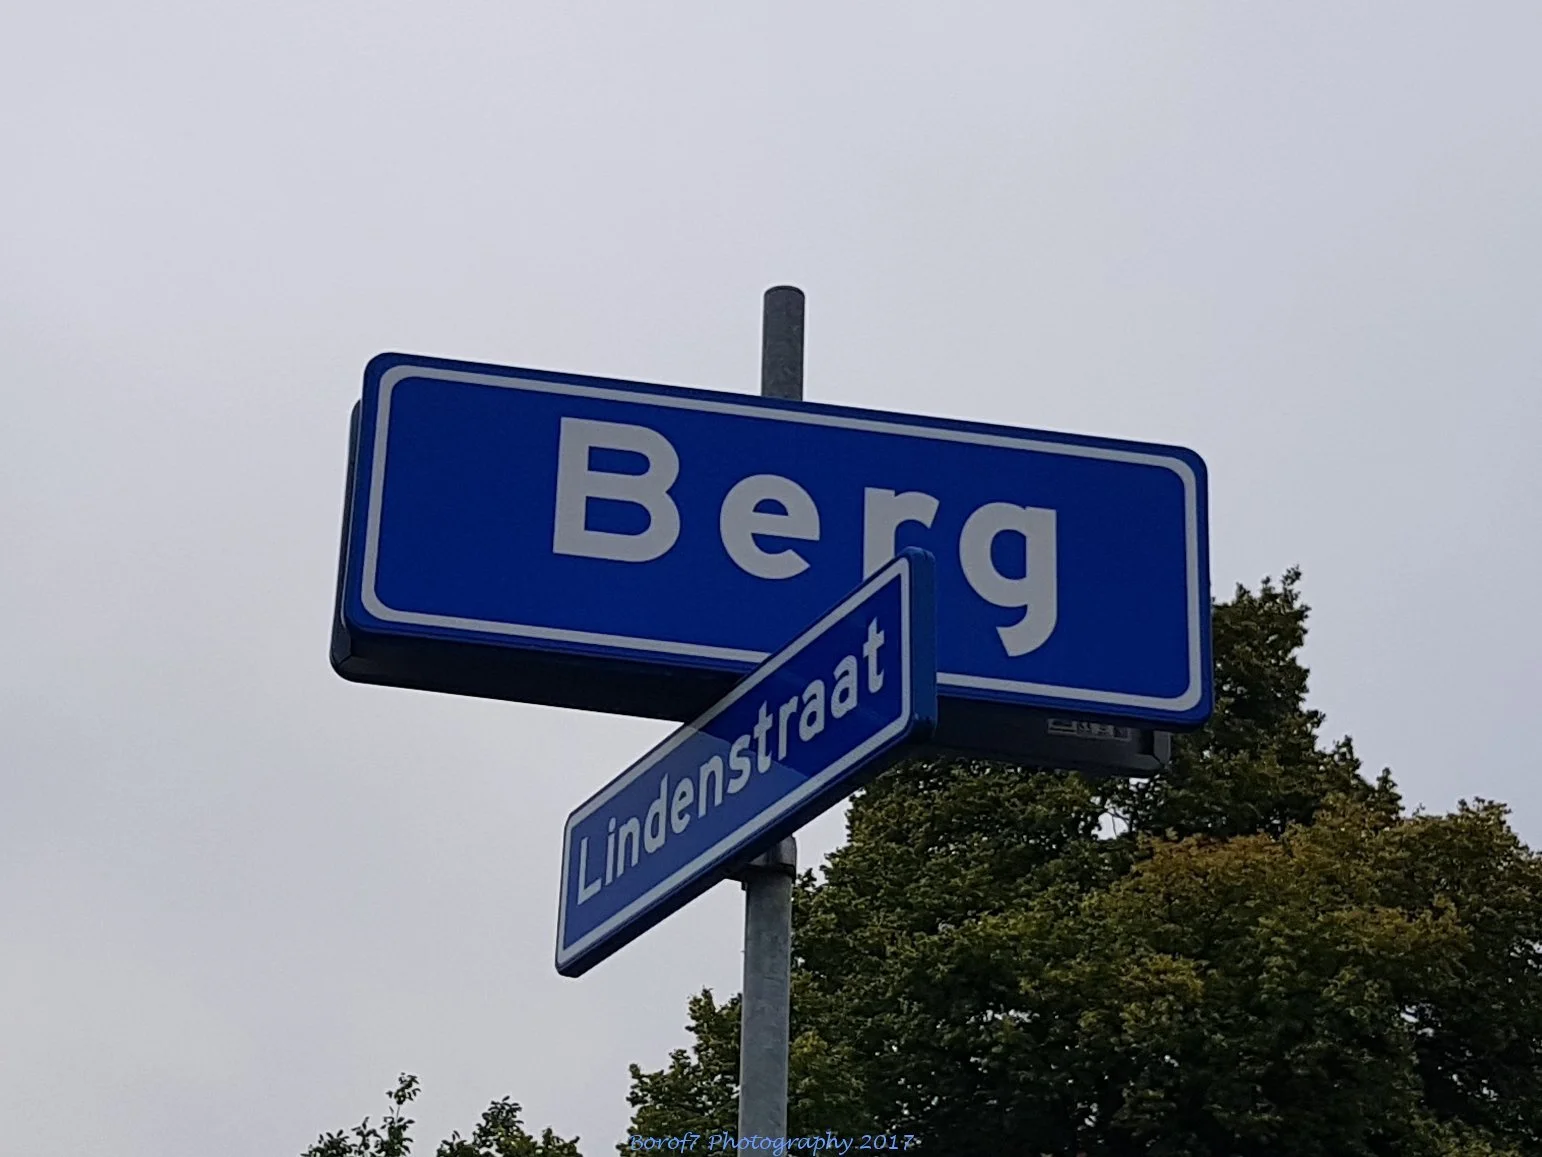 Berg
Lindenstraat
Borof7 Photography 2017